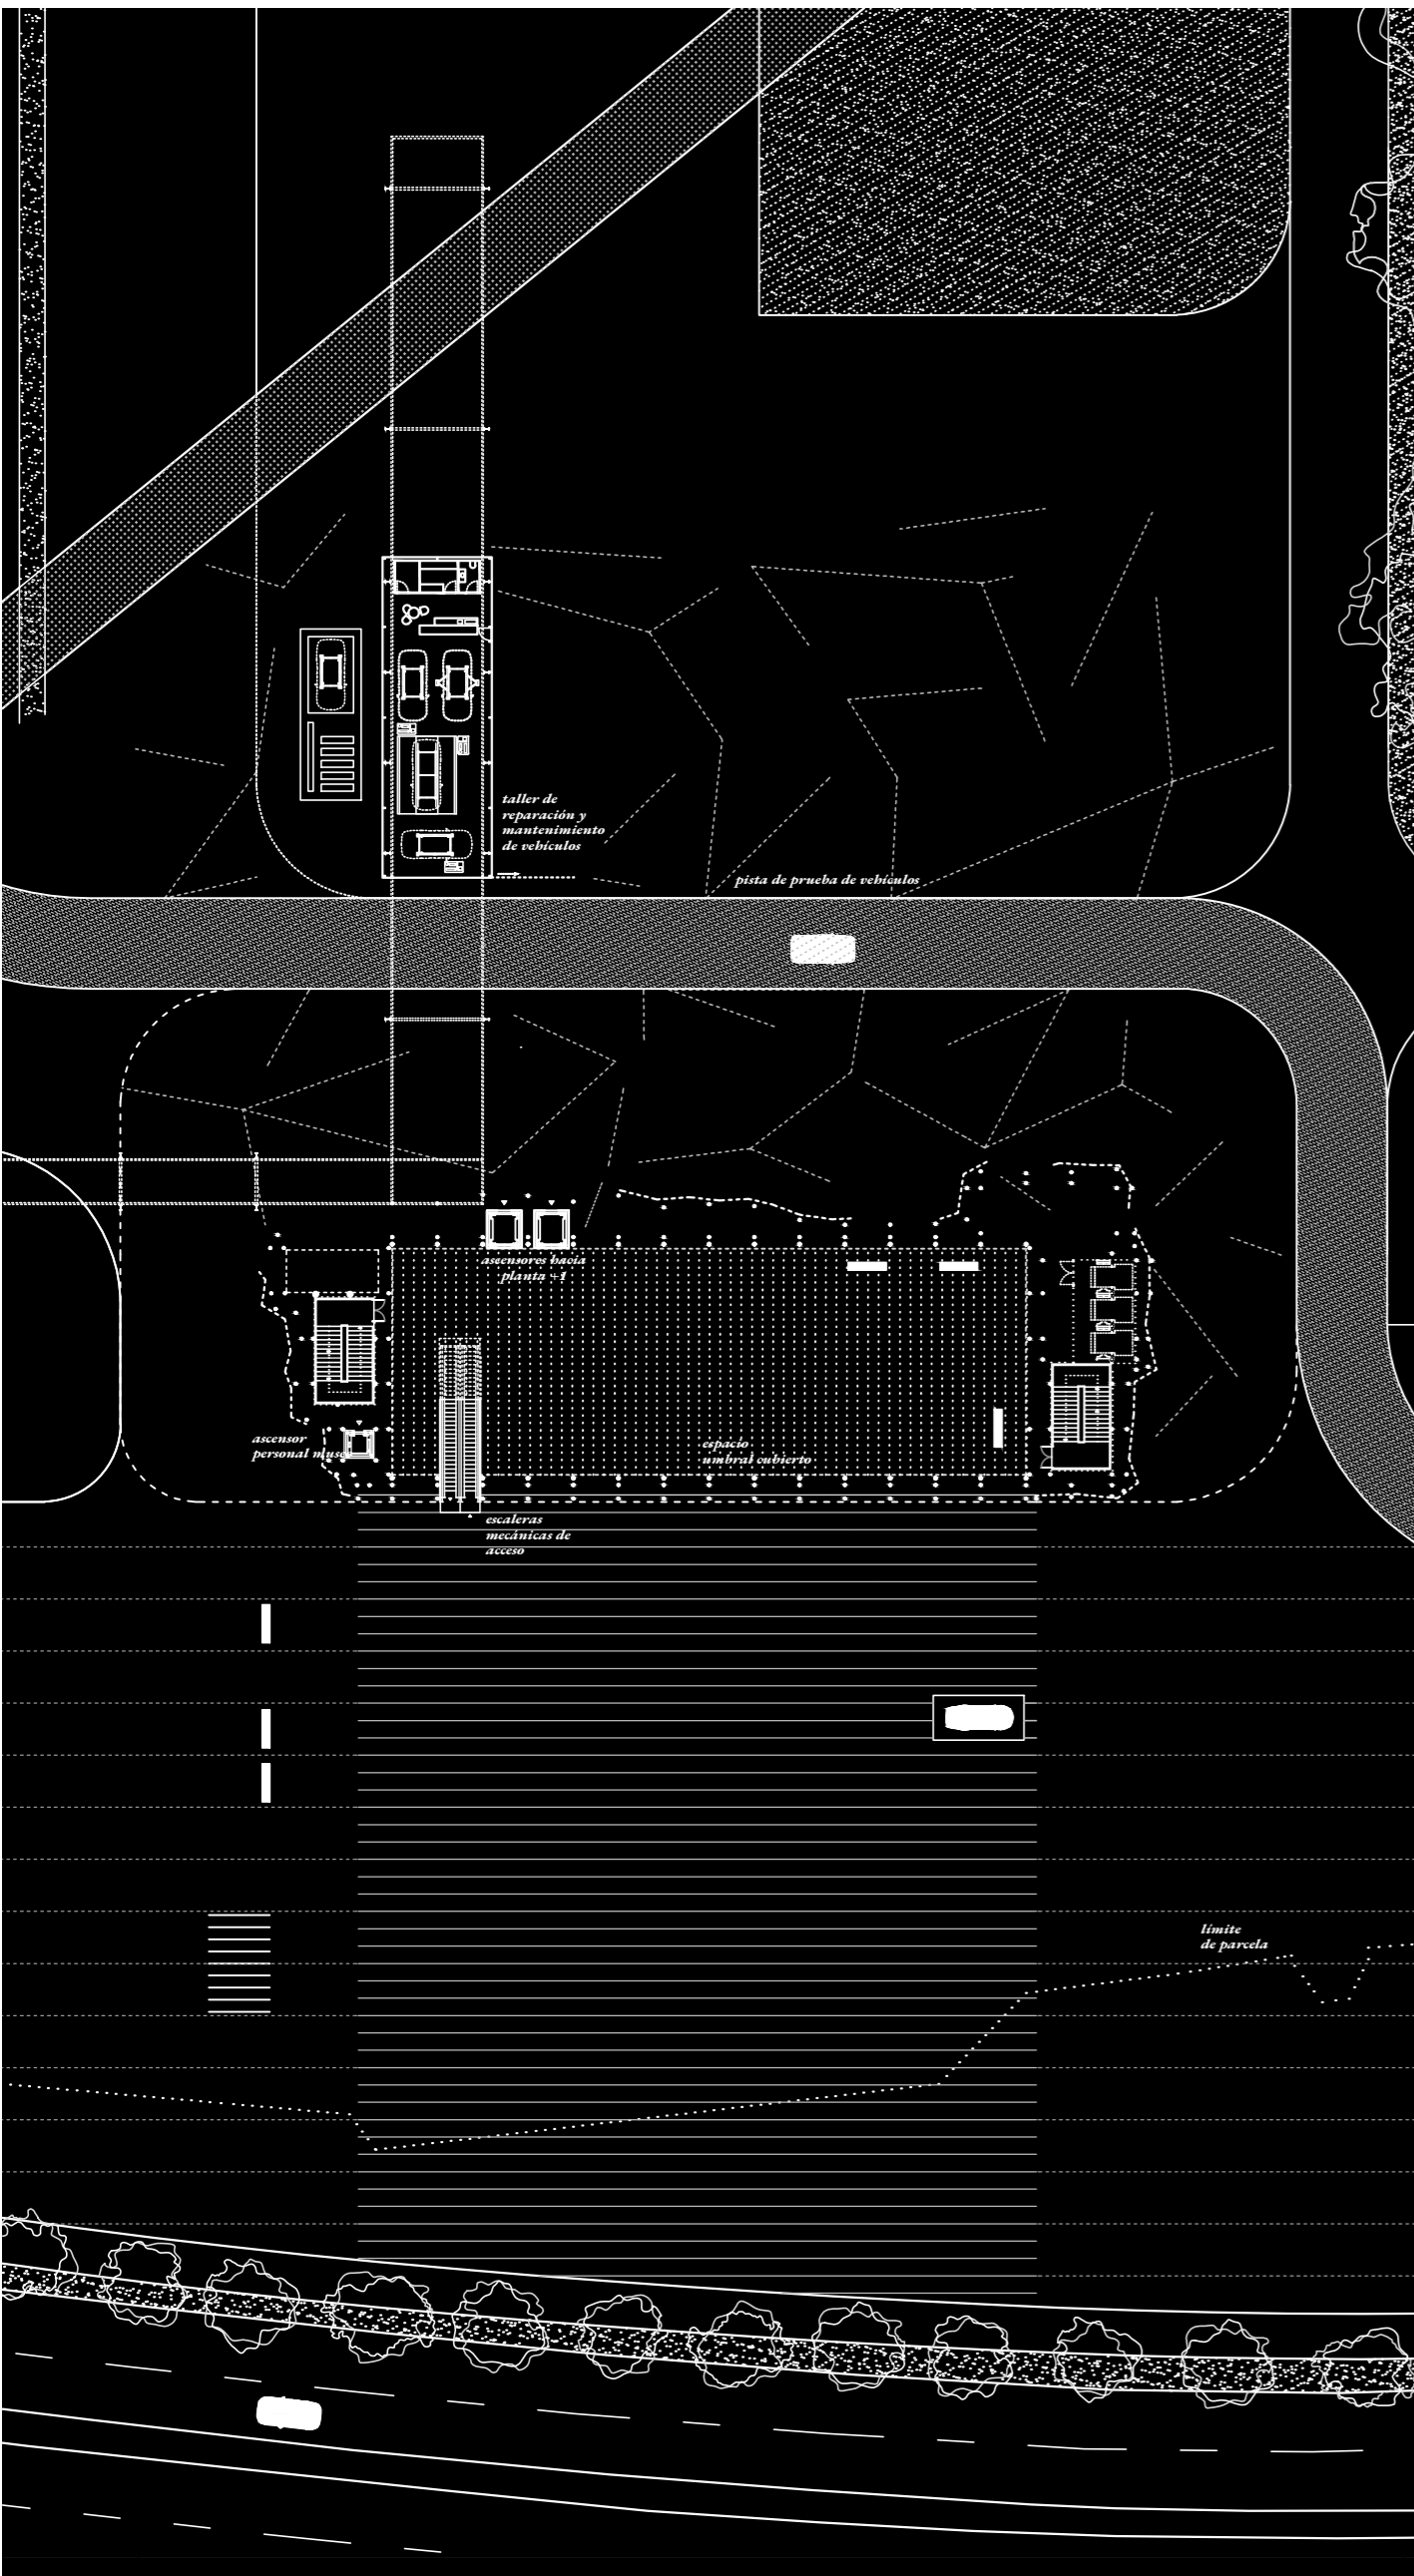 taller de
reparación y
mantenimiento
de vehículos
pista de prueba de vehículos
ascensores hacia
planta +1
ascensor
personal museo
espacio
umbral cubierto
escaleras
mecánicas de
acceso
límite
de parcela